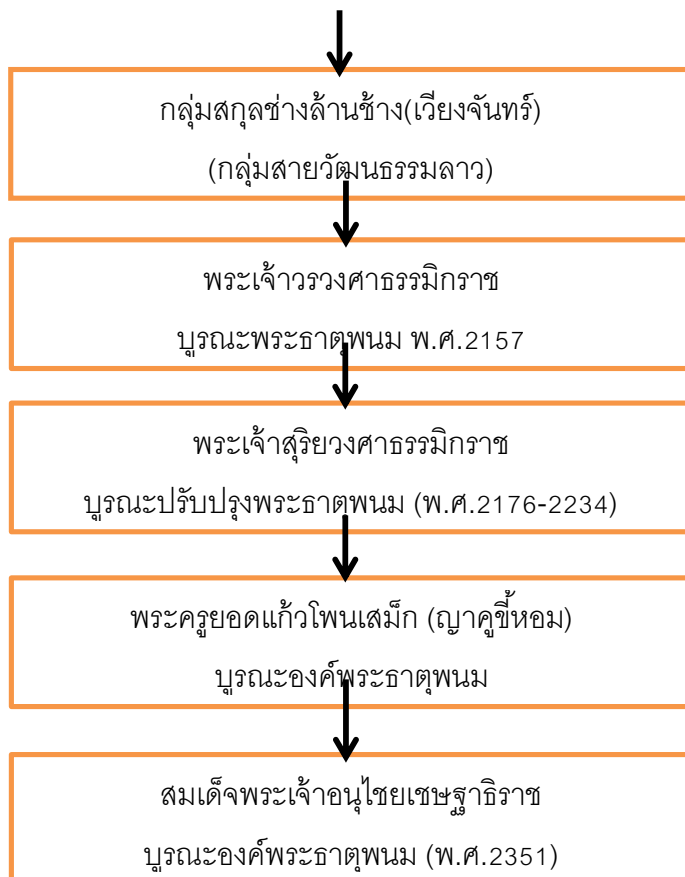 กลุ่มสกุลช่างล้านช้าง(เวียงจันทร์)
(กลุ่มสายวัฒนธรรมลาว)
พระเจ้าวรวงศาธรรมิกราช
บูรณะพระธาตุพนม พ.ศ.2157
พระเจ้าสุริยวงศาธรรมิกราช
บูรณะปรับปรุงพระธาตพนม (พ.ศ.2176-2234)
พระครูยอดแก้วโพนเสม็ก (ญาคูขี้หอม)
บูรณะองค์พระธาตุพนม
สมเด็จพระเจ้าอนุไชยเชษฐาธิราช
บูรณะองค์พระธาตุพนม (พ.ศ.2351)